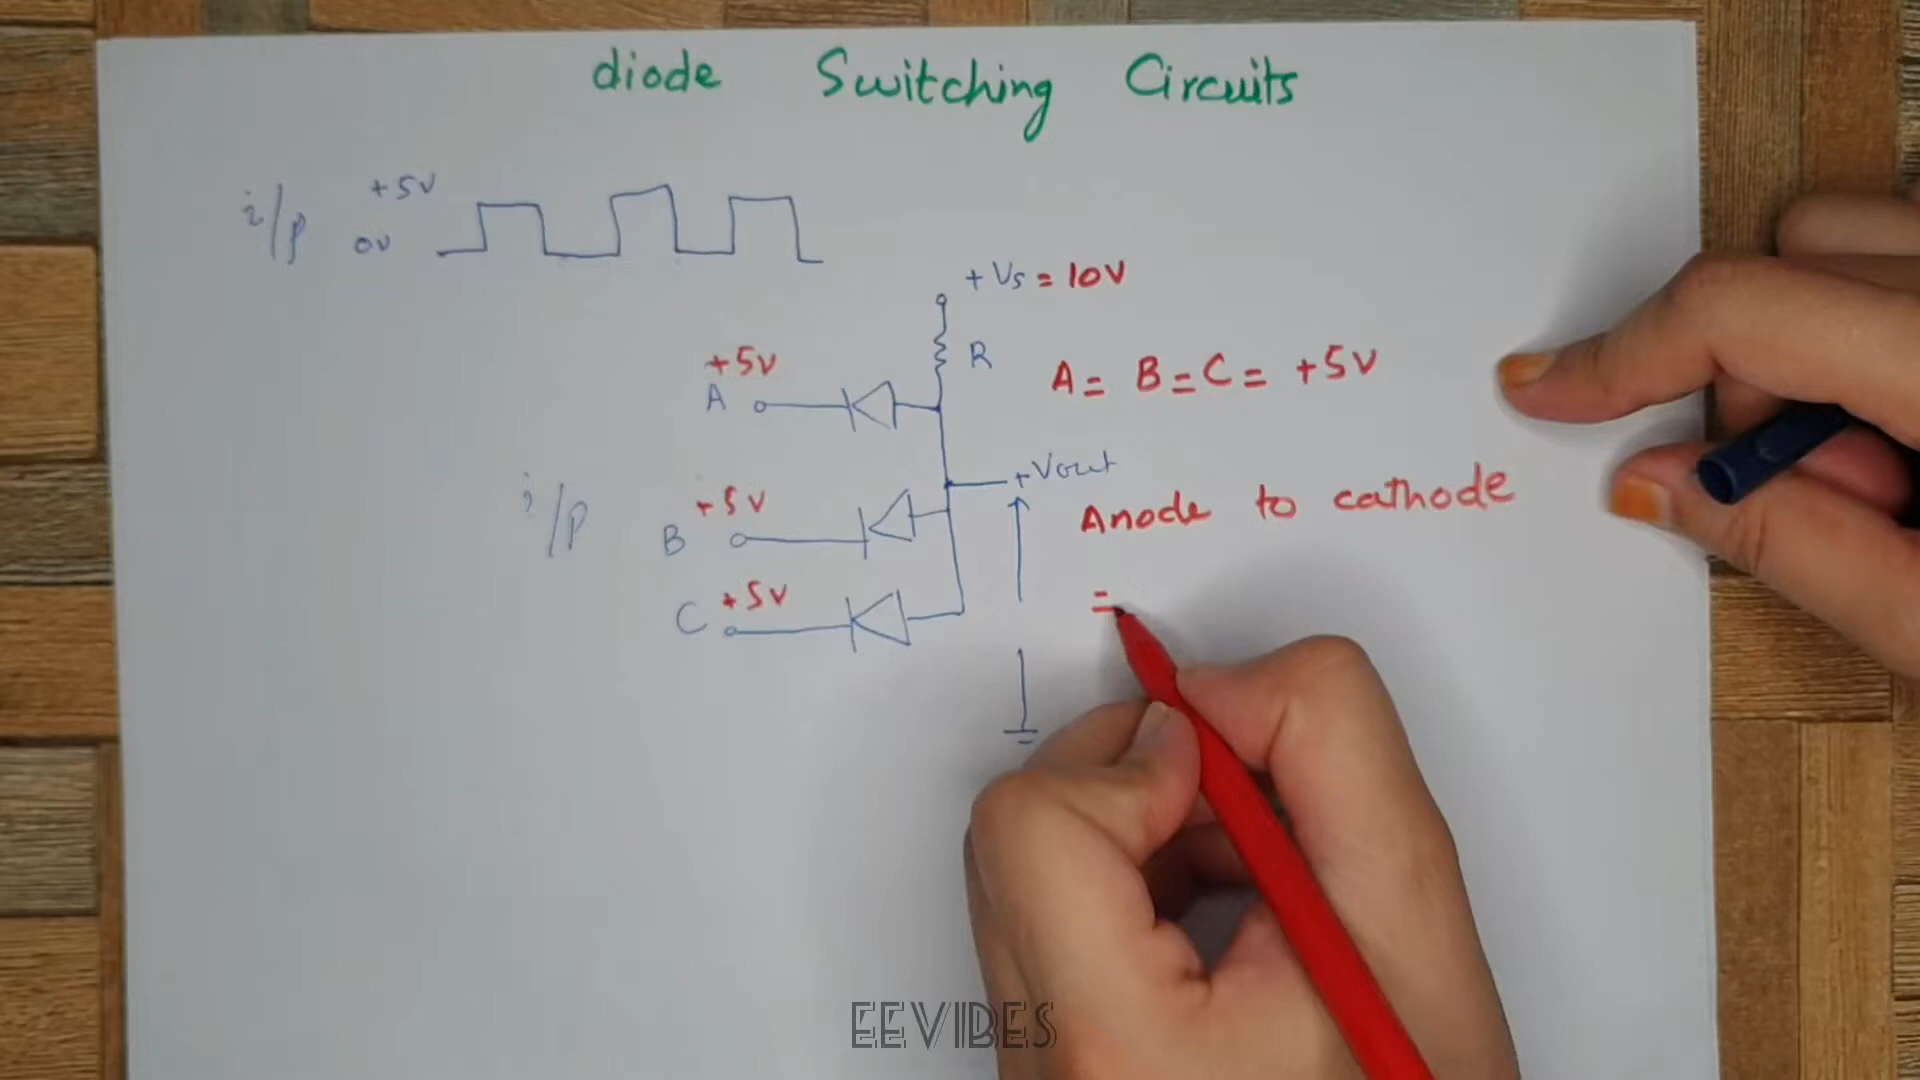 diode Switching Circuits
+5V
i/p
0V
+Vs = 10V
+5V
R
A
A = B = C = +5V
+Vout
+5V
i/p
B
Anode to cathode
+5V
C
=
EEVIBES